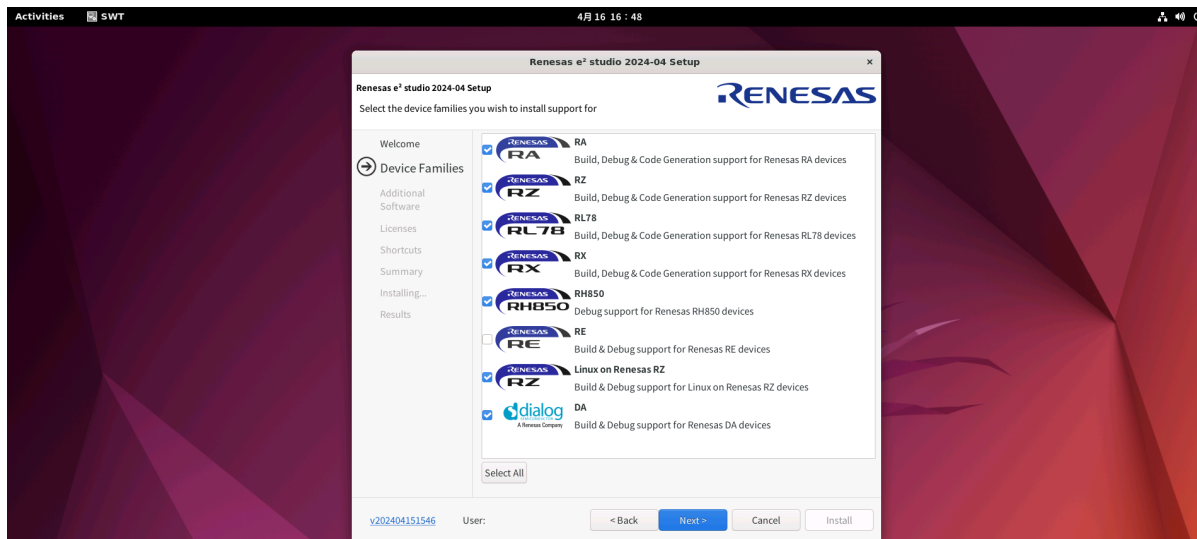 Activities SWT 4月 16 16：48
Renesas e² studio 2024-04 Setup ×
Renesas e² studio 2024-04 Setup
Select the device families you wish to install support for
RENESAS
Welcome
Device Families
Additional
Software
Licenses
Shortcuts
Summary
Installing...
Results
RENESAS
RA
RA
Build, Debug & Code Generation support for Renesas RA devices
RENESAS
RZ
RZ
Build, Debug & Code Generation support for Renesas RZ devices
RENESAS
RL78
RL78
Build, Debug & Code Generation support for Renesas RL78 devices
RENESAS
RX
RX
Build, Debug & Code Generation support for Renesas RX devices
RENESAS
RH850
RH850
Debug support for Renesas RH850 devices
RENESAS
RE
RE
Build & Debug support for Renesas RE devices
RENESAS
RZ
Linux on Renesas RZ
Build & Debug support for Linux on Renesas RZ devices
dialog
A Renesas Company
DA
Build & Debug support for Renesas DA devices
Select All
v202404151546 User: < Back Next > Cancel Install